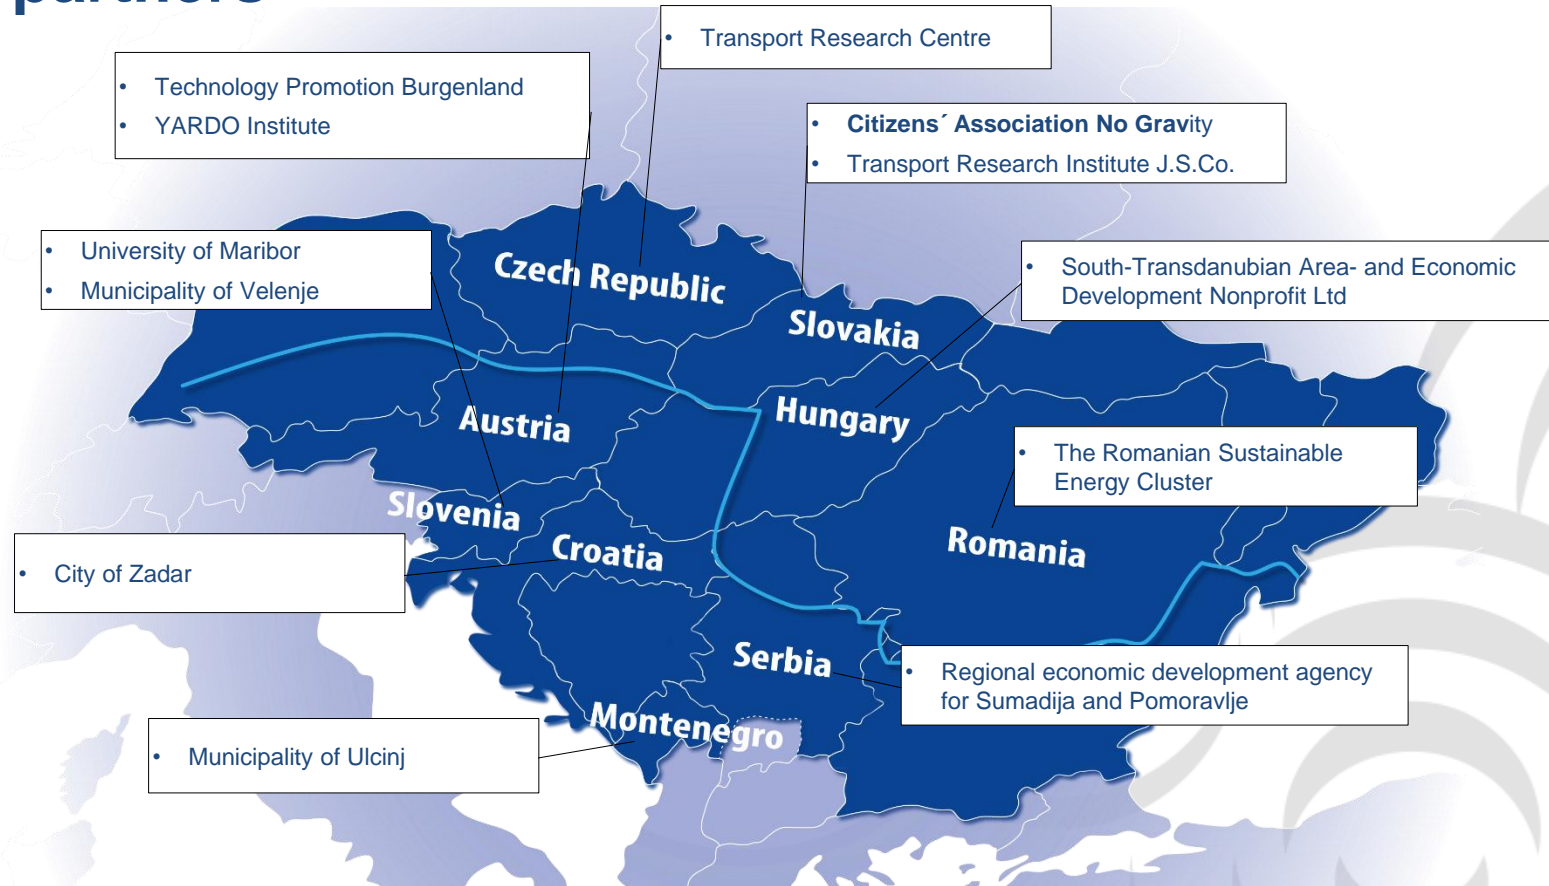 partners
• Transport Research Centre
• Technology Promotion Burgenland
• YARDO Institute
• Citizens´ Association No Gravity
• Transport Research Institute J.S.Co.
• University of Maribor
• Municipality of Velenje
• South-Transdanubian Area- and Economic
Development Nonprofit Ltd
Czech Republic
Slovakia
Austria
Hungary
• The Romanian Sustainable
Energy Cluster
Slovenia
Croatia
Romania
• City of Zadar
Serbia
• Regional economic development agency
for Sumadija and Pomoravlje
Montenegro
• Municipality of Ulcinj